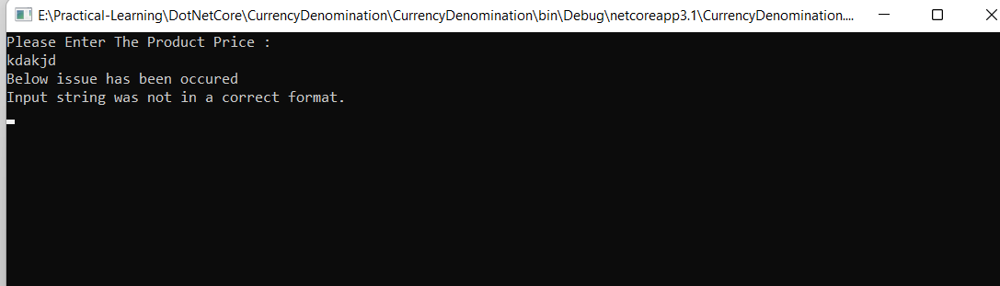 E:\Practical-Learning\DotNetCore\CurrencyDenomination\CurrencyDenomination\bin\Debug\netcoreapp3.1\CurrencyDenomination....
Please Enter The Product Price :
kdakjd
Below issue has been occured
Input string was not in a correct format.